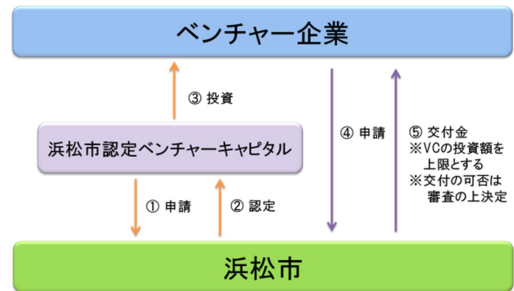 ベンチャー企業
③ 投資
浜松市認定ベンチャーキャピタル
④ 申請
⑤ 交付金
※VCの投資額を
上限とする
※交付の可否は
審査の上決定
① 申請
② 認定
浜松市